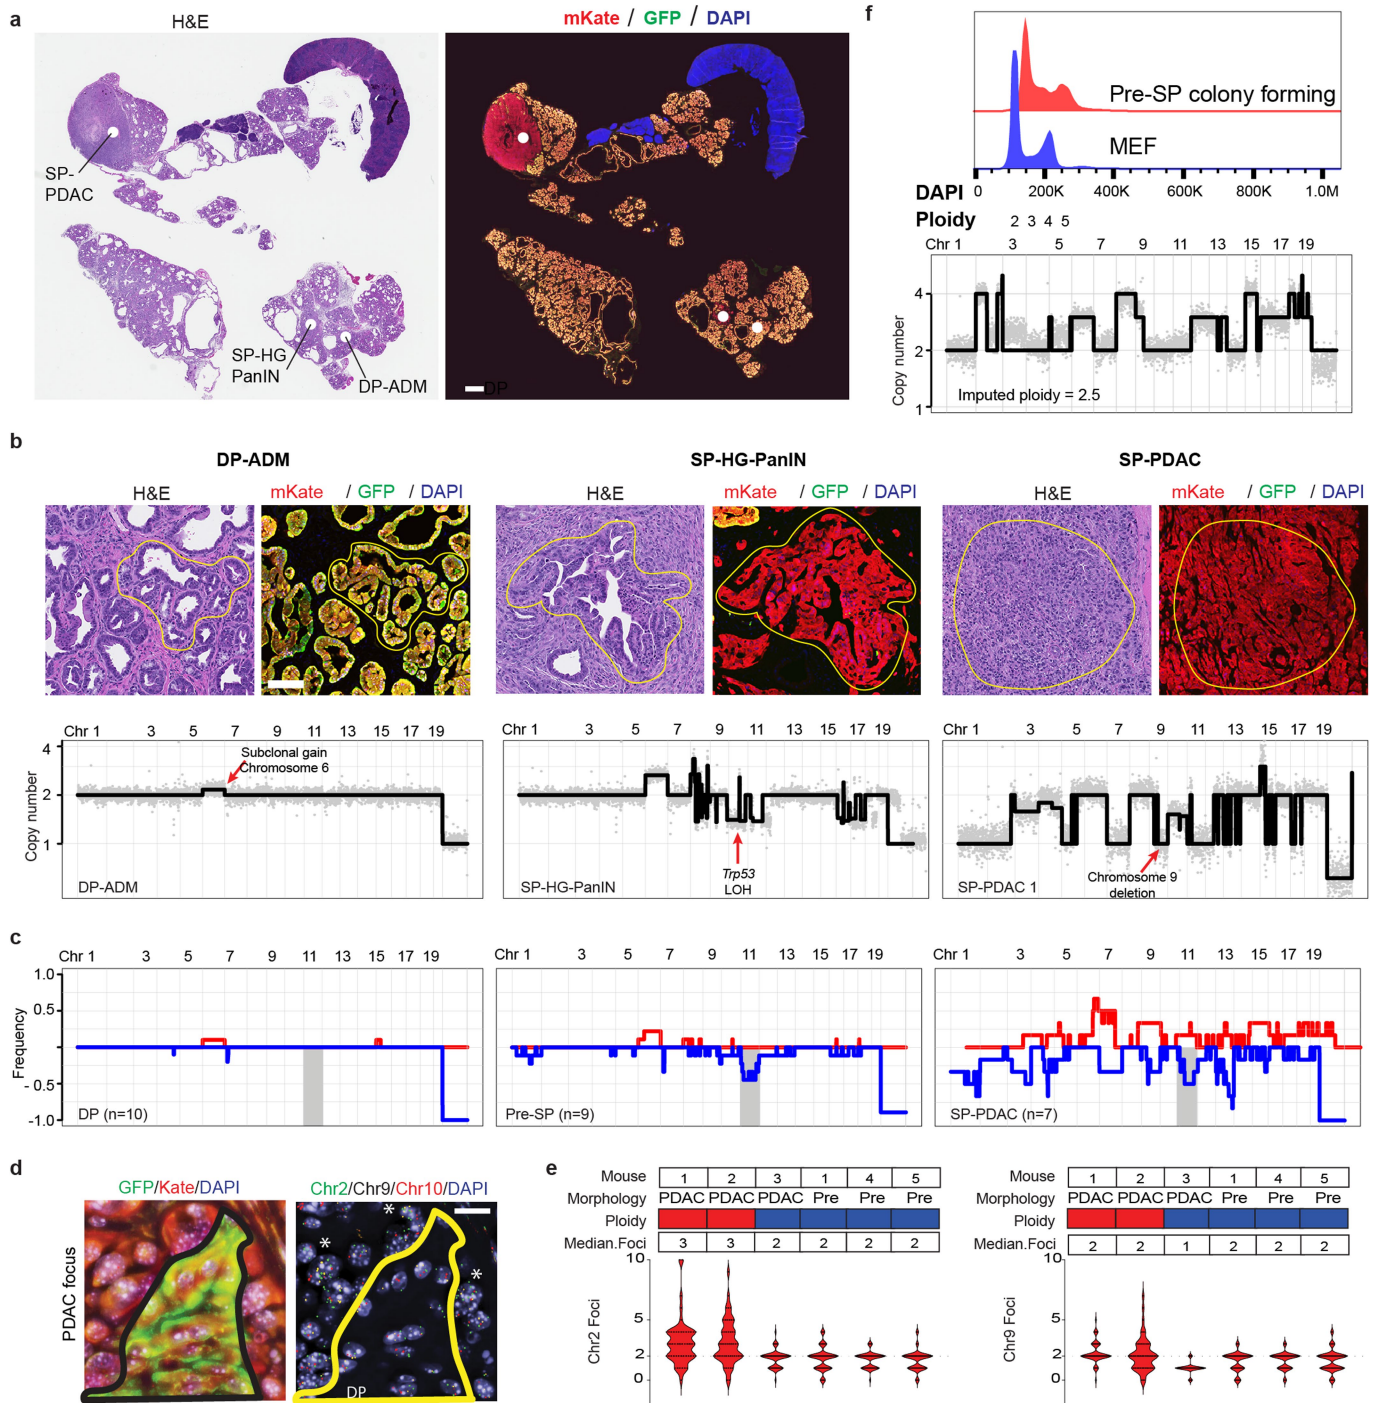 a
H&E
mKate / GFP / DAPI
SP-
PDAC
SP-HG
PanIN
DP-ADM
DP
f
Pre-SP colony forming
MEF
DAPI 0 200K 400K 600K 800K 1.0M
Ploidy 2 3 4 5
Chr 1 3 5 7 9 11 13 15 17 19
Copy number
4
2
1
Imputed ploidy = 2.5
b
DP-ADM
H&E
mKate / GFP / DAPI
SP-HG-PanIN
H&E
mKate / GFP / DAPI
SP-PDAC
H&E
mKate / GFP / DAPI
Chr 1 3 5 7 9 11 13 15 17 19
Copy number
4
2
1
Subclonal gain
Chromosome 6
DP-ADM
Chr 1 3 5 7 9 11 13 15 17 19
Trp53
LOH
SP-HG-PanIN
Chr 1 3 5 7 9 11 13 15 17 19
Chromosome 9
deletion
SP-PDAC 1
c
Chr 1 3 5 7 9 11 13 15 17 19
Frequency
1.0
0.5
0
- 0.5
-1.0
DP (n=10)
Chr 1 3 5 7 9 11 13 15 17 19
Pre-SP (n=9)
Chr 1 3 5 7 9 11 13 15 17 19
SP-PDAC (n=7)
d
GFP/Kate/DAPI
PDAC focus
Chr2/Chr9/Chr10/DAPI
*
*
*
DP
e
Mouse 1 2 3 1 4 5
Morphology PDAC PDAC PDAC Pre Pre Pre
Ploidy
Median.Foci 3 3 2 2 2 2
Chr2 Foci
10
5
2
0
Mouse 1 2 3 1 4 5
Morphology PDAC PDAC PDAC Pre Pre Pre
Ploidy
Median.Foci 2 2 1 2 2 2
Chr9 Foci
10
5
2
0